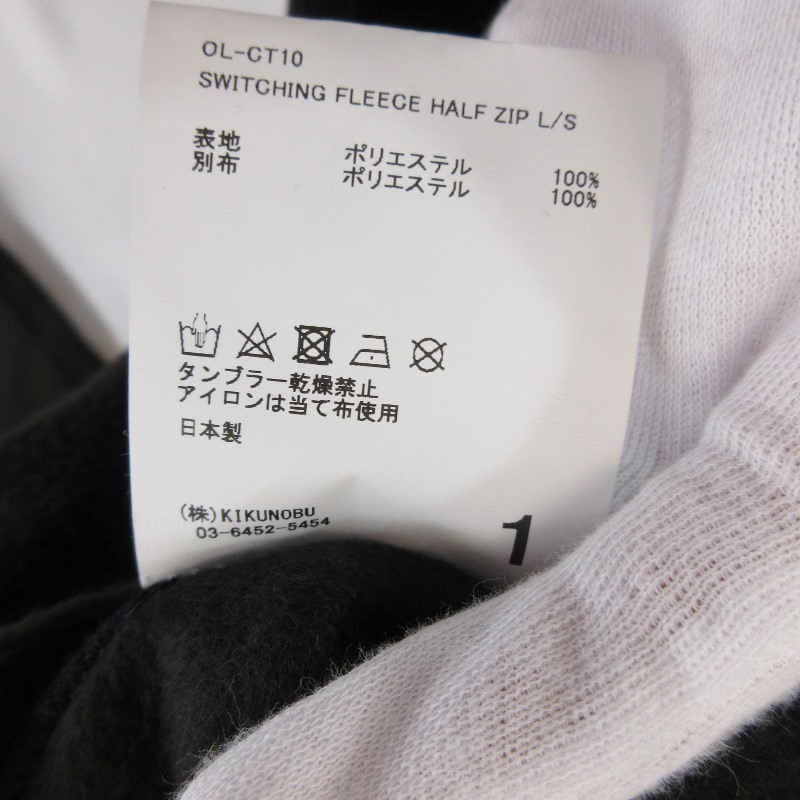 OL-CT10
SWITCHING FLEECE HALF ZIP L/S
表地 ポリエステル 100%
別布 ポリエステル 100%
タンブラー乾燥禁止
アイロンは当て布使用
日本製
(株)KIKUNOBU
03-6452-5454
1